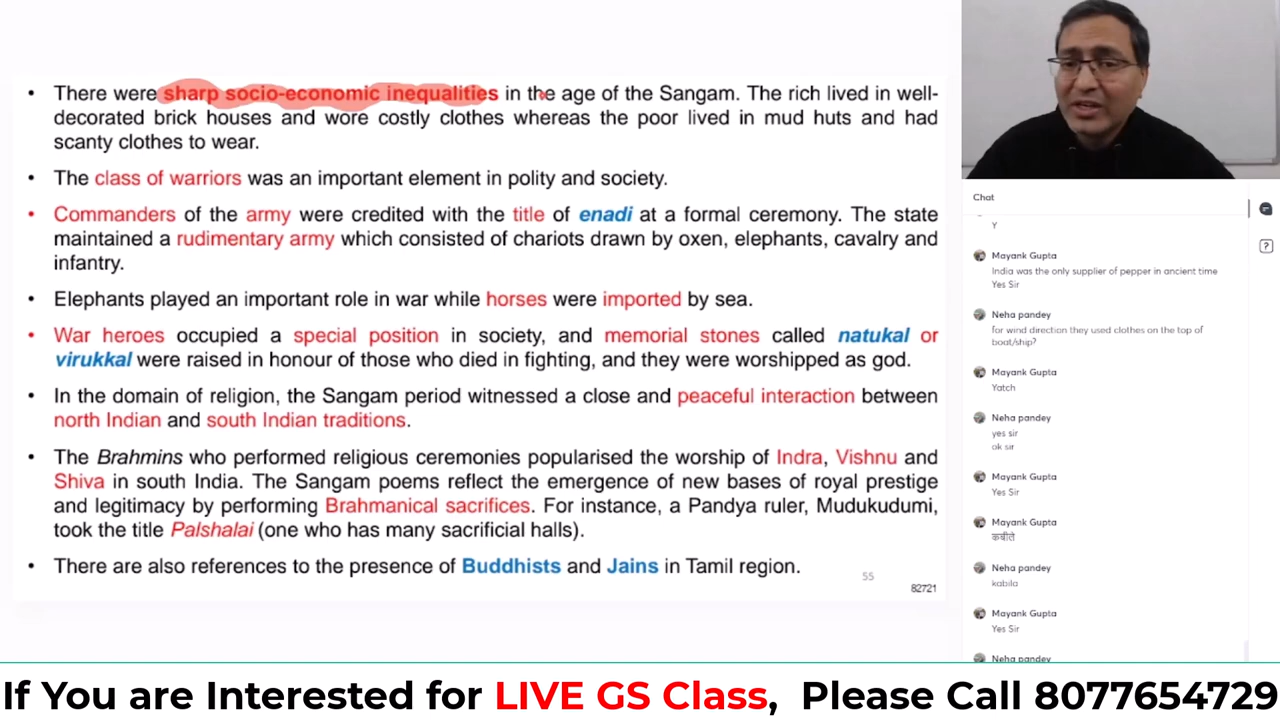 • There were sharp socio-economic inequalities in the age of the Sangam. The rich lived in well-
decorated brick houses and wore costly clothes whereas the poor lived in mud huts and had
scanty clothes to wear.
• The class of warriors was an important element in polity and society.
• Commanders of the army were credited with the title of enadi at a formal ceremony. The state
maintained a rudimentary army which consisted of chariots drawn by oxen, elephants, cavalry and
infantry.
• Elephants played an important role in war while horses were imported by sea.
• War heroes occupied a special position in society, and memorial stones called natukal or
virukkal were raised in honour of those who died in fighting, and they were worshipped as god.
• In the domain of religion, the Sangam period witnessed a close and peaceful interaction between
north Indian and south Indian traditions.
• The Brahmins who performed religious ceremonies popularised the worship of Indra, Vishnu and
Shiva in south India. The Sangam poems reflect the emergence of new bases of royal prestige
and legitimacy by performing Brahmanical sacrifices. For instance, a Pandya ruler, Mudukudumi,
took the title Palshalai (one who has many sacrificial halls).
• There are also references to the presence of Buddhists and Jains in Tamil region.
55
82721
Chat
Y
Mayank Gupta
India was the only supplier of pepper in ancient time
Yes Sir
Neha pandey
for wind direction they used clothes on the top of
boat/ship?
Mayank Gupta
Yatch
Neha pandey
yes sir
ok sir
Mayank Gupta
Yes Sir
Mayank Gupta
कबीते
Neha pandey
kabila
Mayank Gupta
Yes Sir
Neha pandey
If You are Interested for LIVE GS Class, Please Call 8077654729